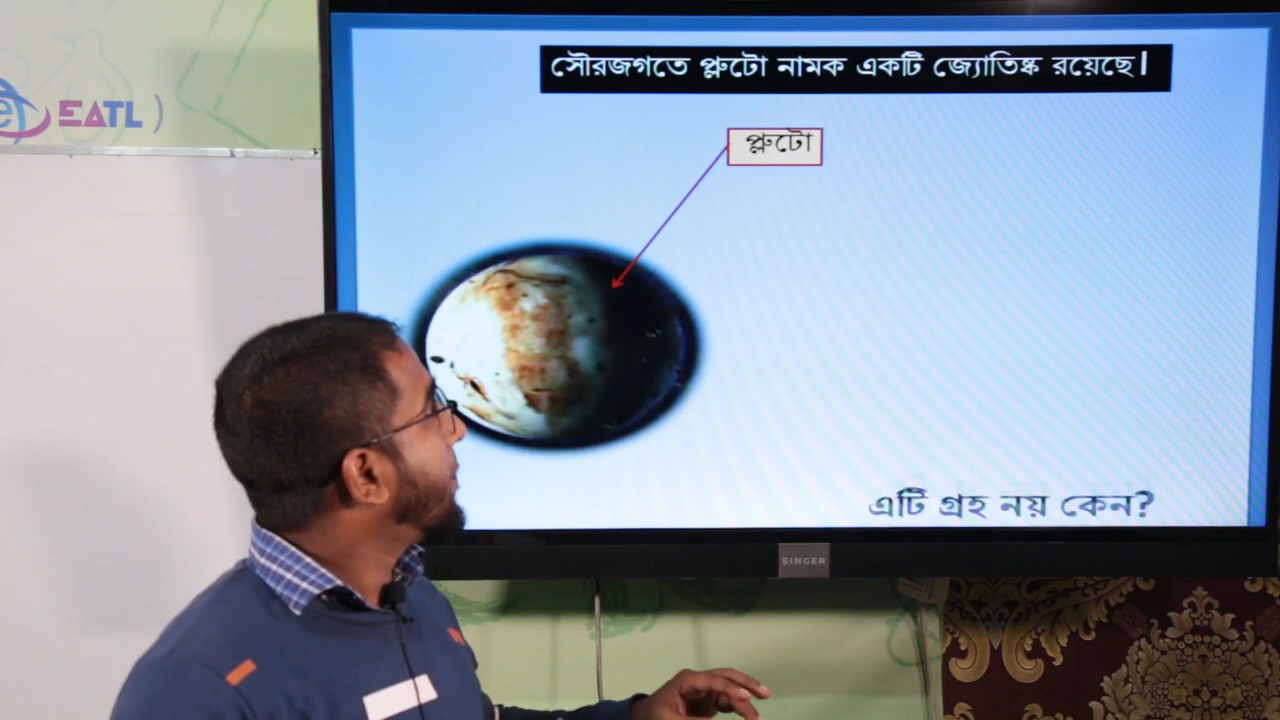 সৌরজগতে প্লুটো নামক একটি জ্যোতিষ্ক রয়েছে।
EATL
প্লুটো
এটি গ্রহ নয় কেন?
SINGER